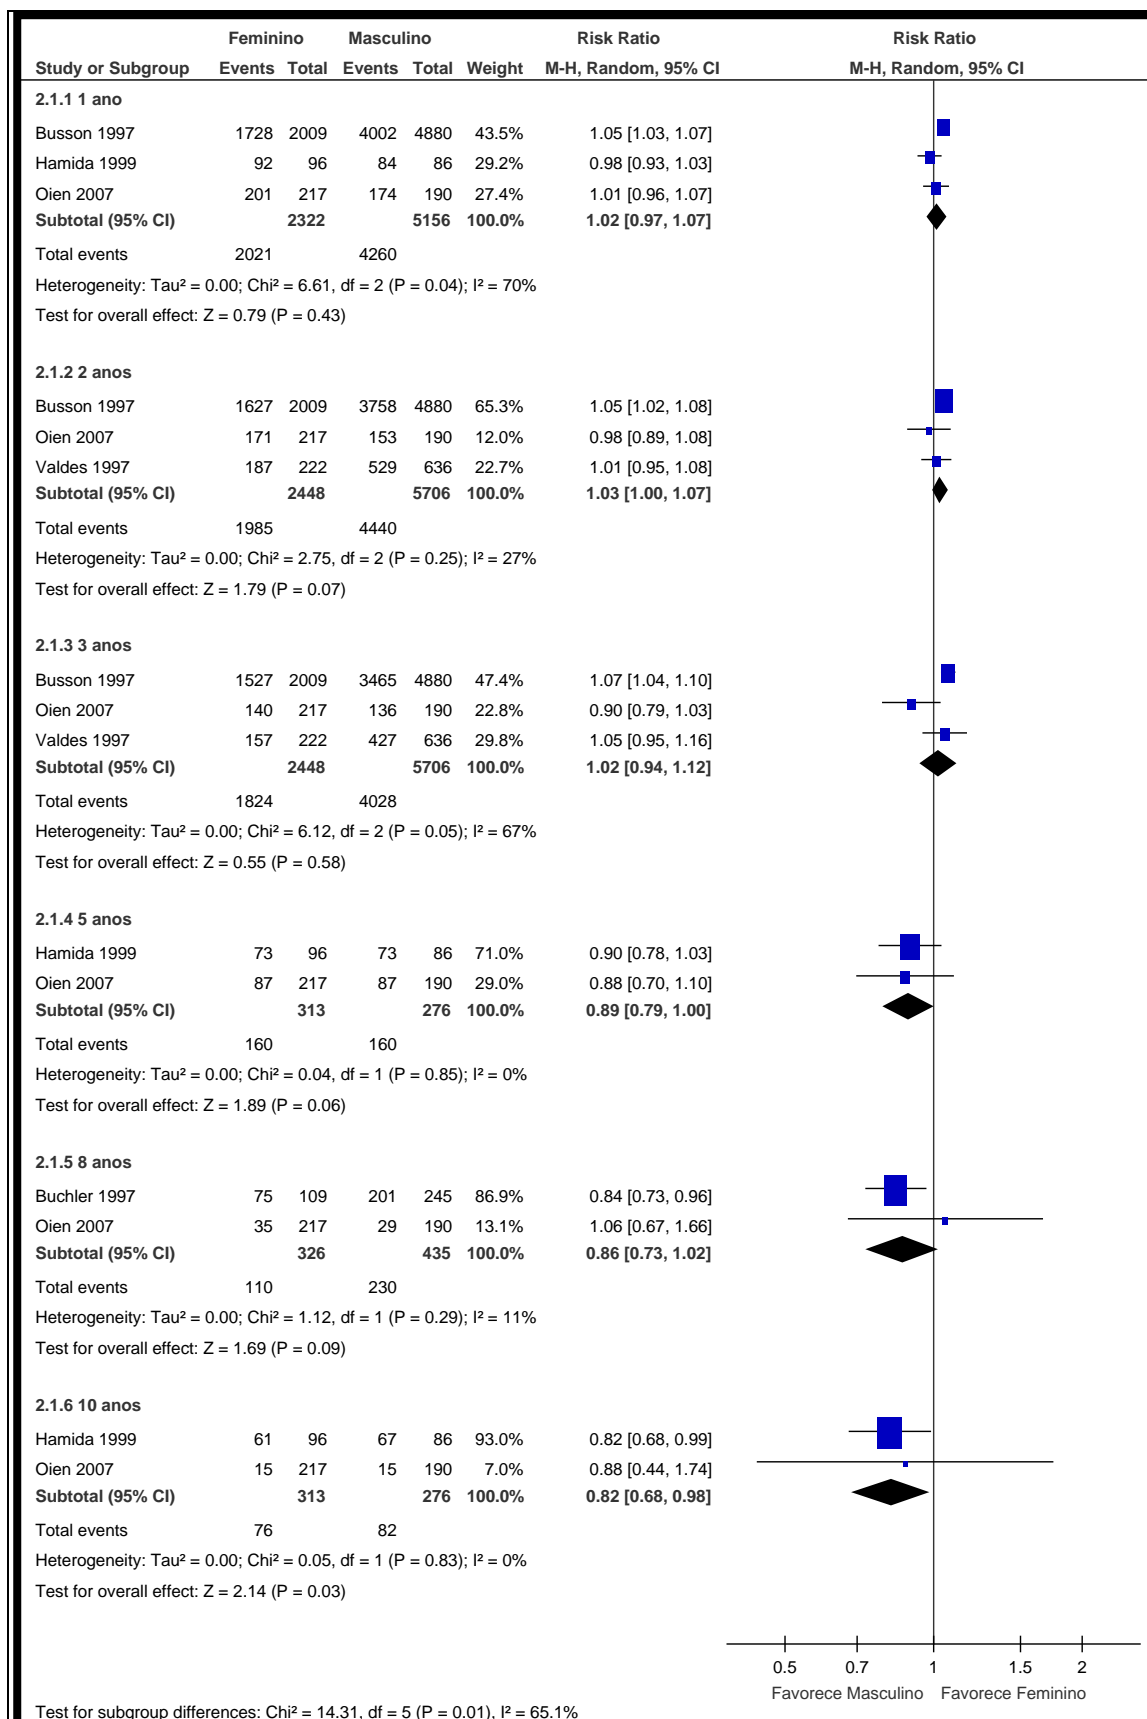 Feminino Masculino Risk Ratio Risk Ratio
Study or Subgroup Events Total Events Total Weight M-H, Random, 95% CI M-H, Random, 95% CI
2.1.1 1 ano
Busson 1997 1728 2009 4002 4880 43.5% 1.05 [1.03, 1.07]
Hamida 1999 92 96 84 86 29.2% 0.98 [0.93, 1.03]
Oien 2007 201 217 174 190 27.4% 1.01 [0.96, 1.07]
Subtotal (95% CI) 2322 5156 100.0% 1.02 [0.97, 1.07]
Total events 2021 4260
Heterogeneity: Tau² = 0.00; Chi² = 6.61, df = 2 (P = 0.04); I² = 70%
Test for overall effect: Z = 0.79 (P = 0.43)
2.1.2 2 anos
Busson 1997 1627 2009 3758 4880 65.3% 1.05 [1.02, 1.08]
Oien 2007 171 217 153 190 12.0% 0.98 [0.89, 1.08]
Valdes 1997 187 222 529 636 22.7% 1.01 [0.95, 1.08]
Subtotal (95% CI) 2448 5706 100.0% 1.03 [1.00, 1.07]
Total events 1985 4440
Heterogeneity: Tau² = 0.00; Chi² = 2.75, df = 2 (P = 0.25); I² = 27%
Test for overall effect: Z = 1.79 (P = 0.07)
2.1.3 3 anos
Busson 1997 1527 2009 3465 4880 47.4% 1.07 [1.04, 1.10]
Oien 2007 140 217 136 190 22.8% 0.90 [0.79, 1.03]
Valdes 1997 157 222 427 636 29.8% 1.05 [0.95, 1.16]
Subtotal (95% CI) 2448 5706 100.0% 1.02 [0.94, 1.12]
Total events 1824 4028
Heterogeneity: Tau² = 0.00; Chi² = 6.12, df = 2 (P = 0.05); I² = 67%
Test for overall effect: Z = 0.55 (P = 0.58)
2.1.4 5 anos
Hamida 1999 73 96 73 86 71.0% 0.90 [0.78, 1.03]
Oien 2007 87 217 87 190 29.0% 0.88 [0.70, 1.10]
Subtotal (95% CI) 313 276 100.0% 0.89 [0.79, 1.00]
Total events 160 160
Heterogeneity: Tau² = 0.00; Chi² = 0.04, df = 1 (P = 0.85); I² = 0%
Test for overall effect: Z = 1.89 (P = 0.06)
2.1.5 8 anos
Buchler 1997 75 109 201 245 86.9% 0.84 [0.73, 0.96]
Oien 2007 35 217 29 190 13.1% 1.06 [0.67, 1.66]
Subtotal (95% CI) 326 435 100.0% 0.86 [0.73, 1.02]
Total events 110 230
Heterogeneity: Tau² = 0.00; Chi² = 1.12, df = 1 (P = 0.29); I² = 11%
Test for overall effect: Z = 1.69 (P = 0.09)
2.1.6 10 anos
Hamida 1999 61 96 67 86 93.0% 0.82 [0.68, 0.99]
Oien 2007 15 217 15 190 7.0% 0.88 [0.44, 1.74]
Subtotal (95% CI) 313 276 100.0% 0.82 [0.68, 0.98]
Total events 76 82
Heterogeneity: Tau² = 0.00; Chi² = 0.05, df = 1 (P = 0.83); I² = 0%
Test for overall effect: Z = 2.14 (P = 0.03)
0.5 0.7 1 1.5 2
Favorece Masculino Favorece Feminino
Test for subgroup differences: Chi² = 14.31, df = 5 (P = 0.01), I² = 65.1%